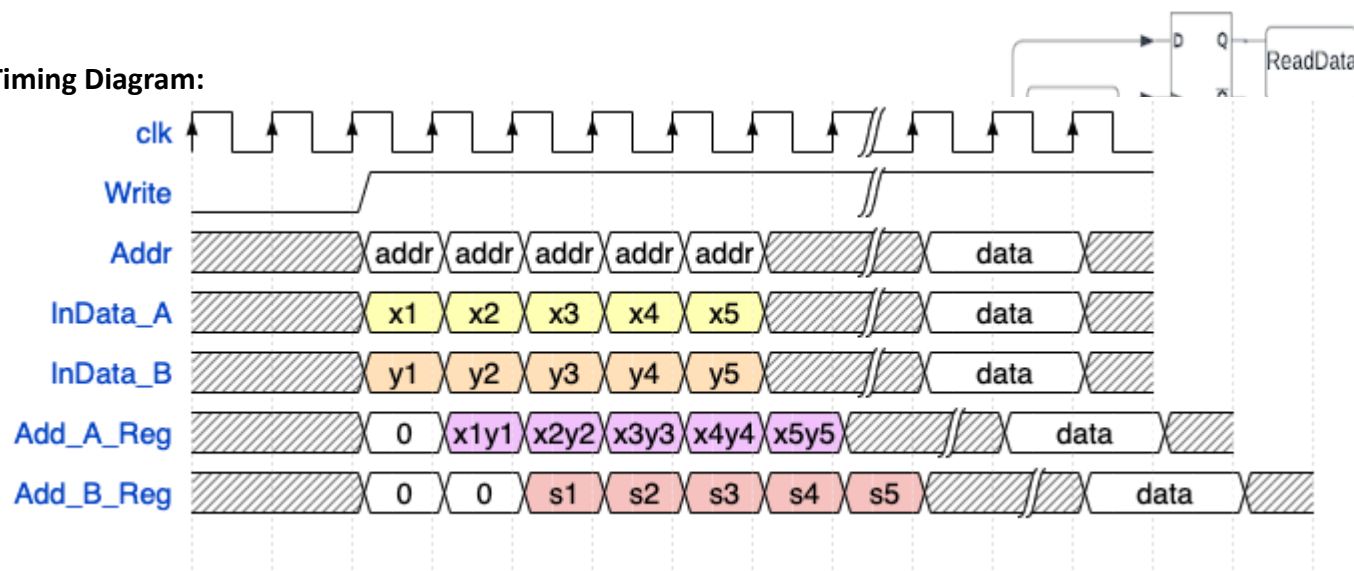 D Q
ReadData
Timing Diagram:
clk
Write
Addr addr addr addr addr addr data
InData_A x1 x2 x3 x4 x5 data
InData_B y1 y2 y3 y4 y5 data
Add_A_Reg 0 x1y1 x2y2 x3y3 x4y4 x5y5 data
Add_B_Reg 0 0 s1 s2 s3 s4 s5 data